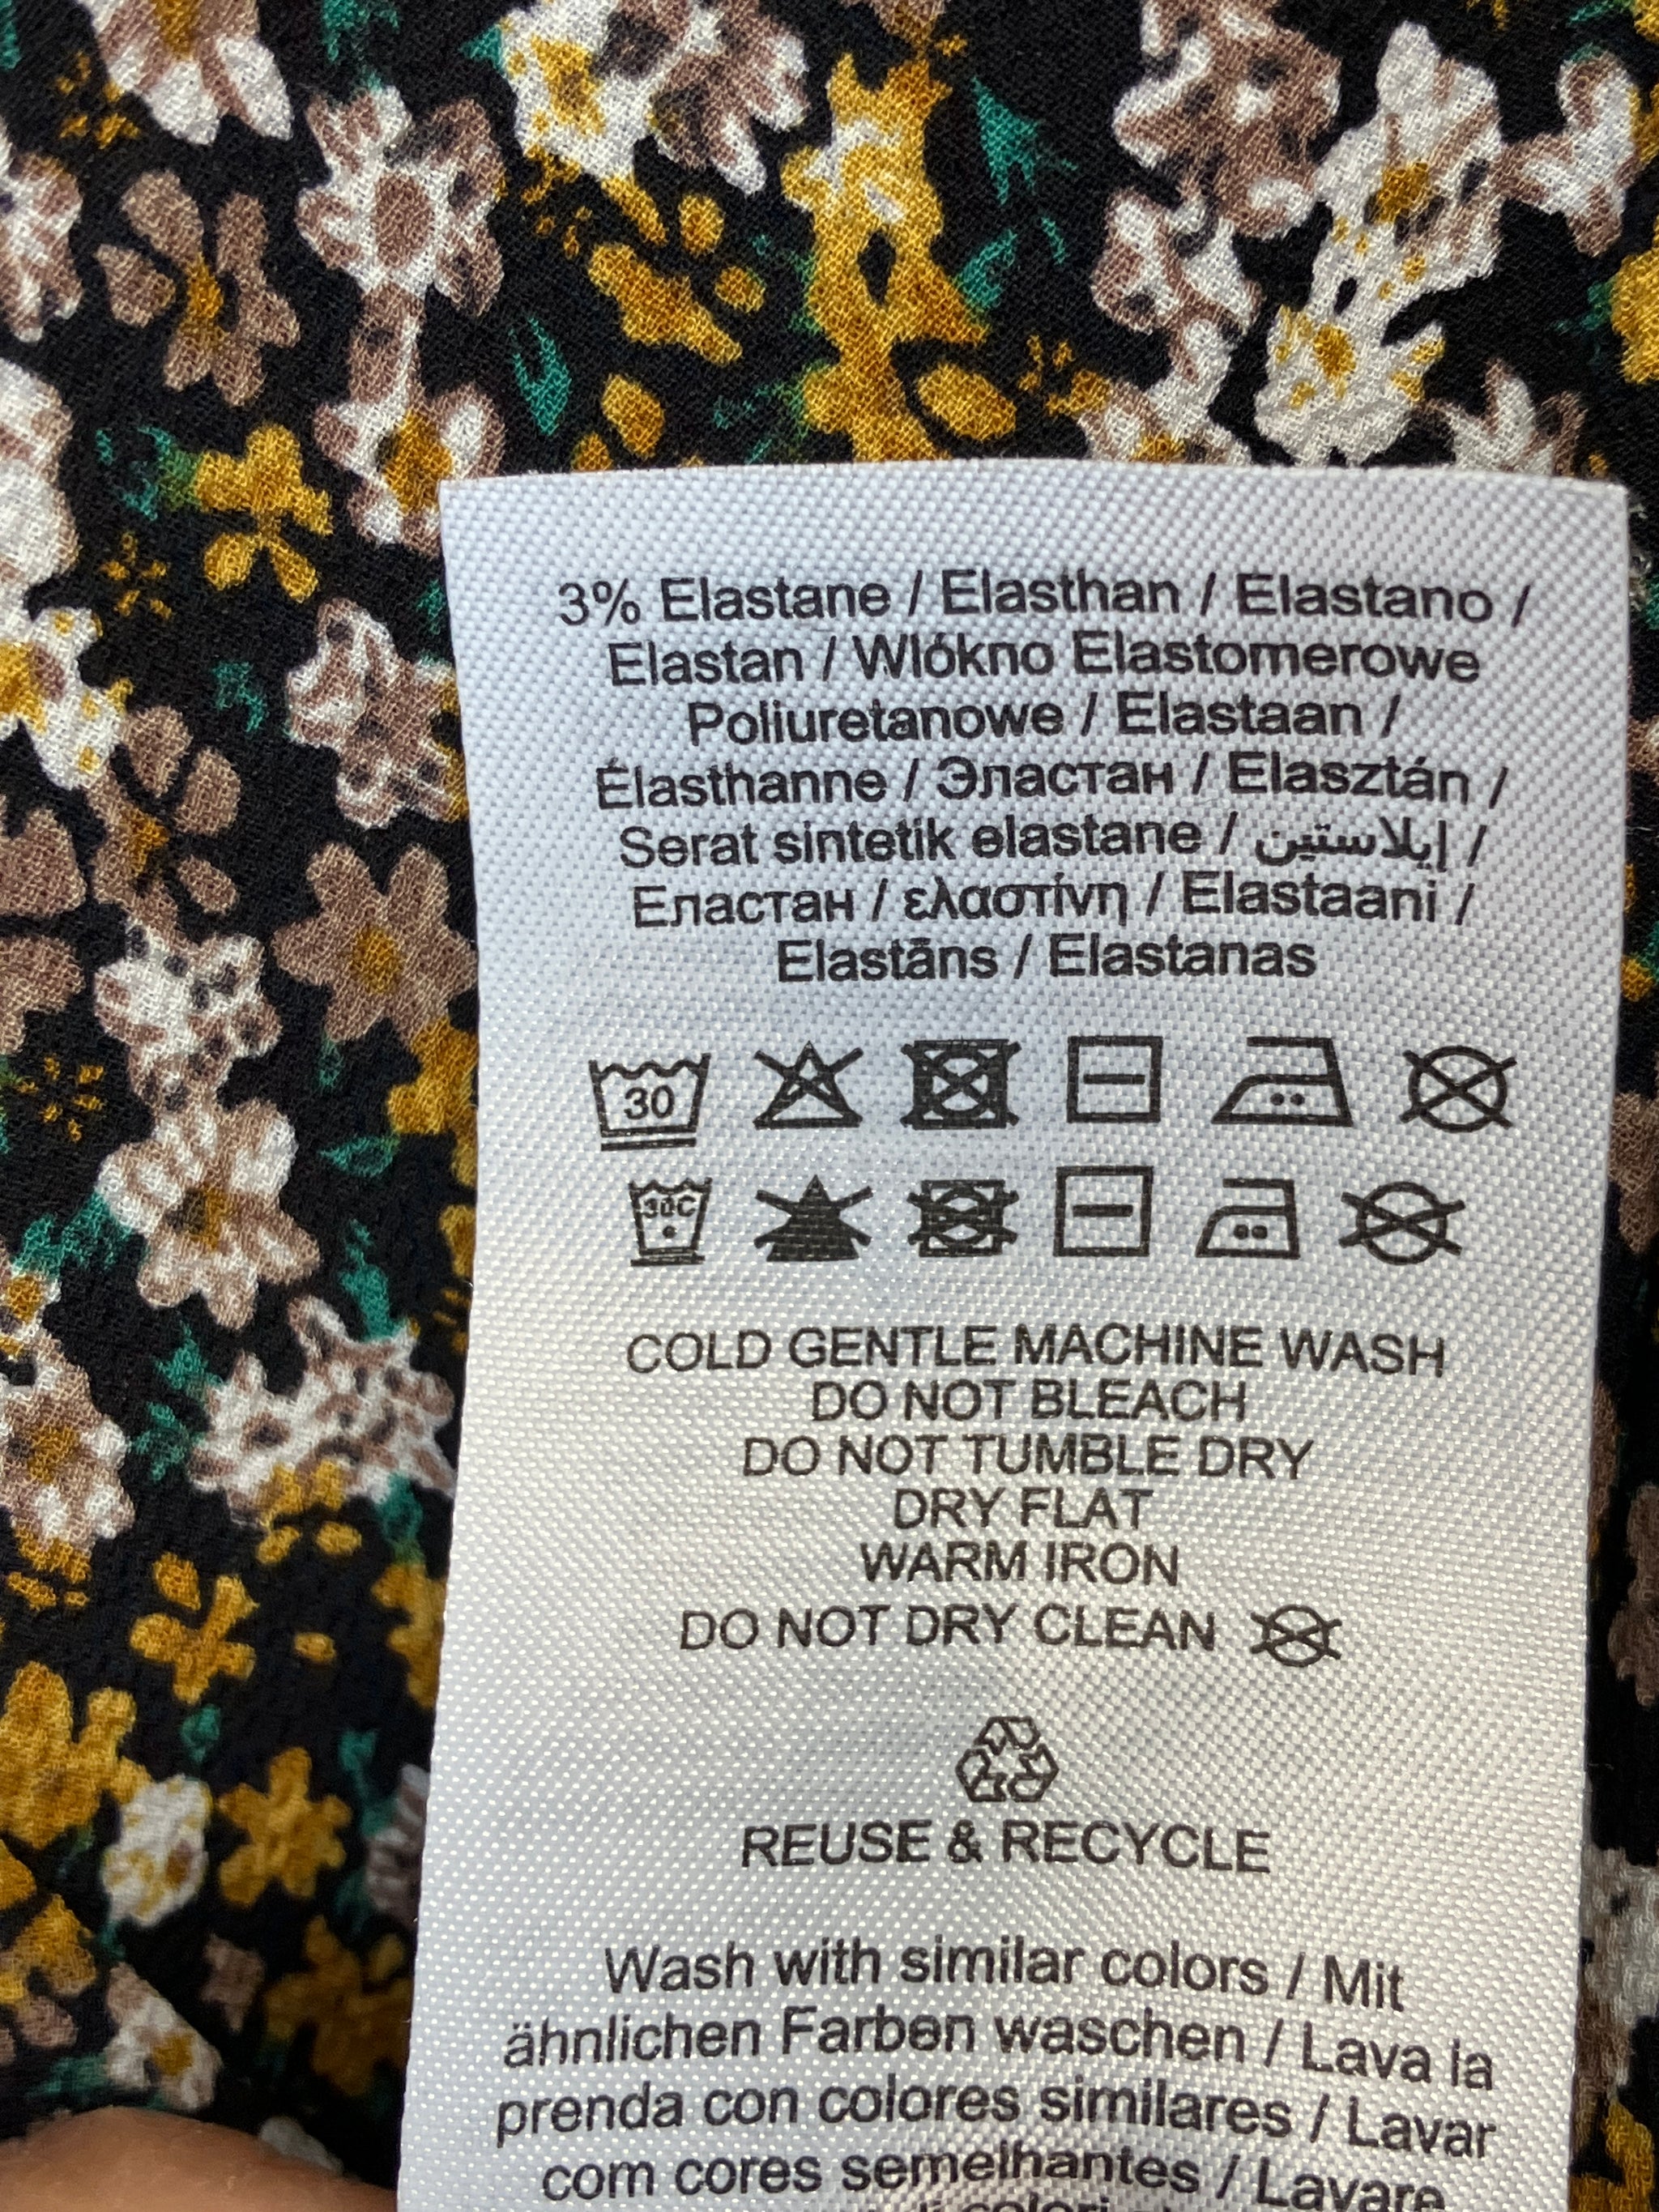 3% Elastane / Elasthan / Elastano /
Elastan / Wlókno Elastomerowe
Poliuretanowe / Elastaan /
Élasthanne / Эластан / Elasztán /
Serat sintetik elastane / إيلاستين /
Еластан / ελαστίνη / Elastaani /
Elastāns / Elastanas
30
30C
COLD GENTLE MACHINE WASH
DO NOT BLEACH
DO NOT TUMBLE DRY
DRY FLAT
WARM IRON
DO NOT DRY CLEAN
REUSE & RECYCLE
Wash with similar colors / Mit
ähnlichen Farben waschen / Lava la
prenda con colores similares / Lavar
com cores semelhantes / Lavare